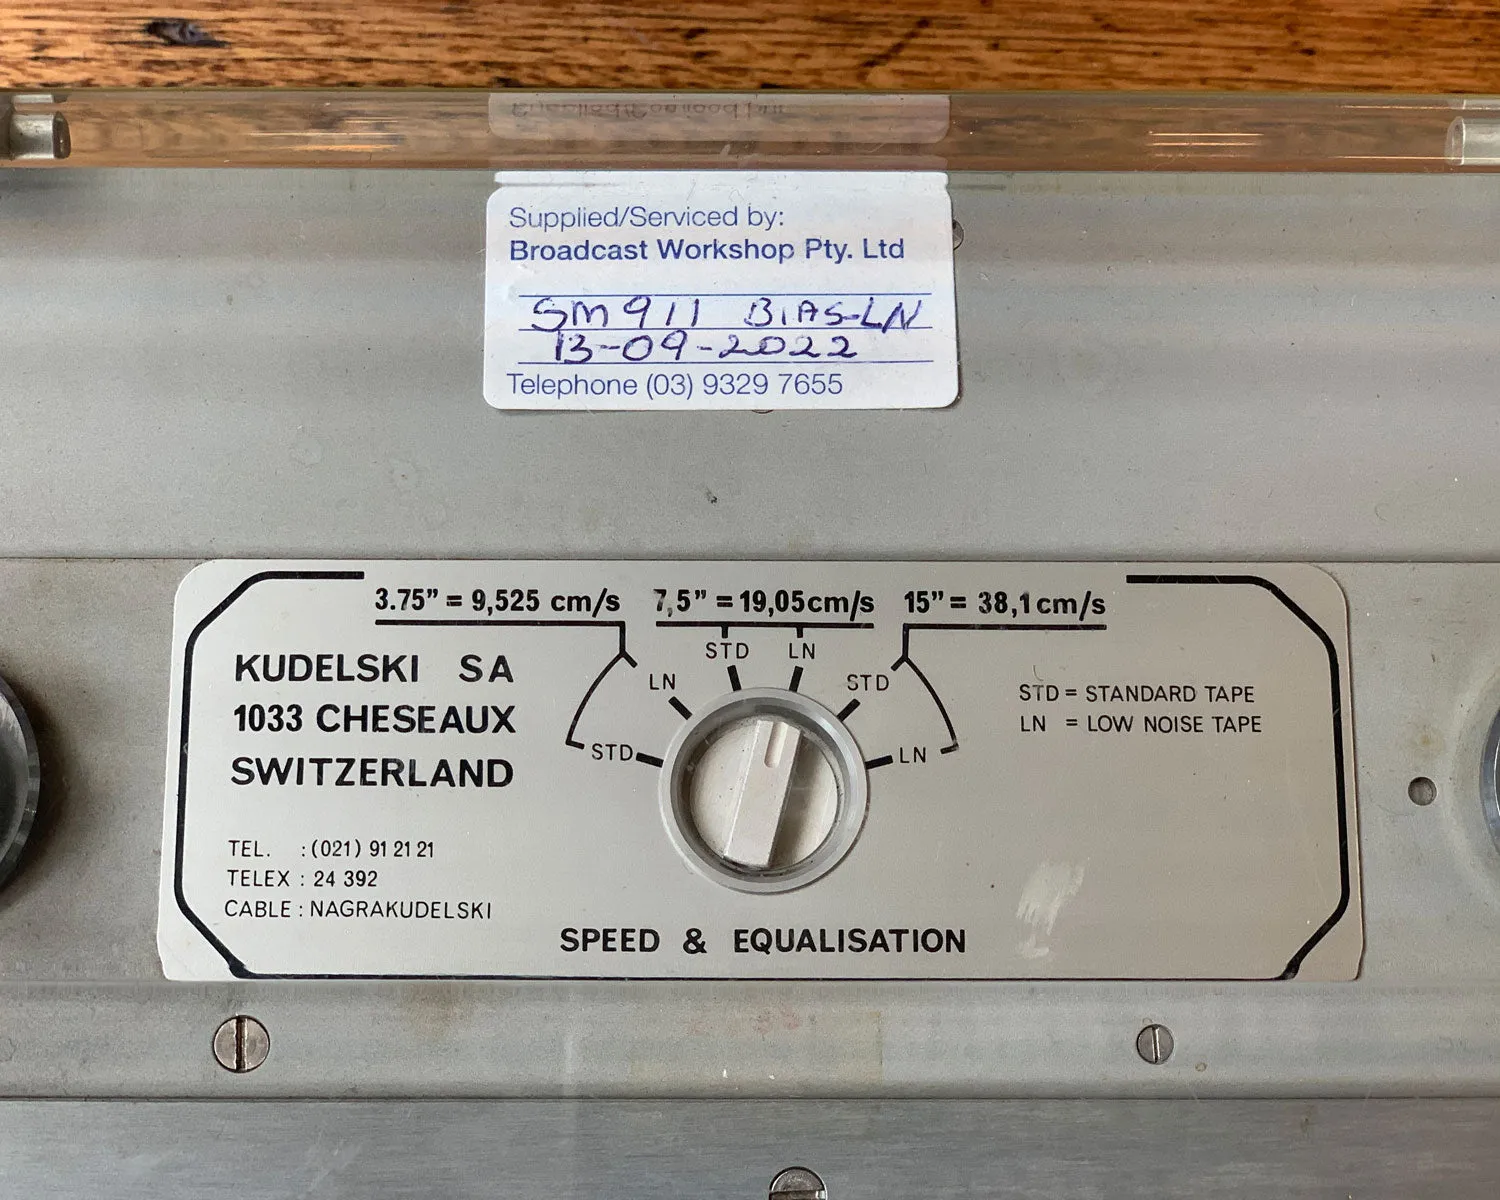 Supplied/Serviced by:
Broadcast Workshop Pty. Ltd
SM911 BIAS-LN
13-09-2022
Telephone (03) 9329 7655
3.75" = 9,525 cm/s 7,5" = 19,05cm/s 15" = 38,1 cm/s
STD LN
LN STD
STD LN
KUDELSKI SA
1033 CHESEAUX
SWITZERLAND
STD = STANDARD TAPE
LN = LOW NOISE TAPE
TEL. : (021) 91 21 21
TELEX : 24 392
CABLE : NAGRAKUDELSKI
SPEED & EQUALISATION